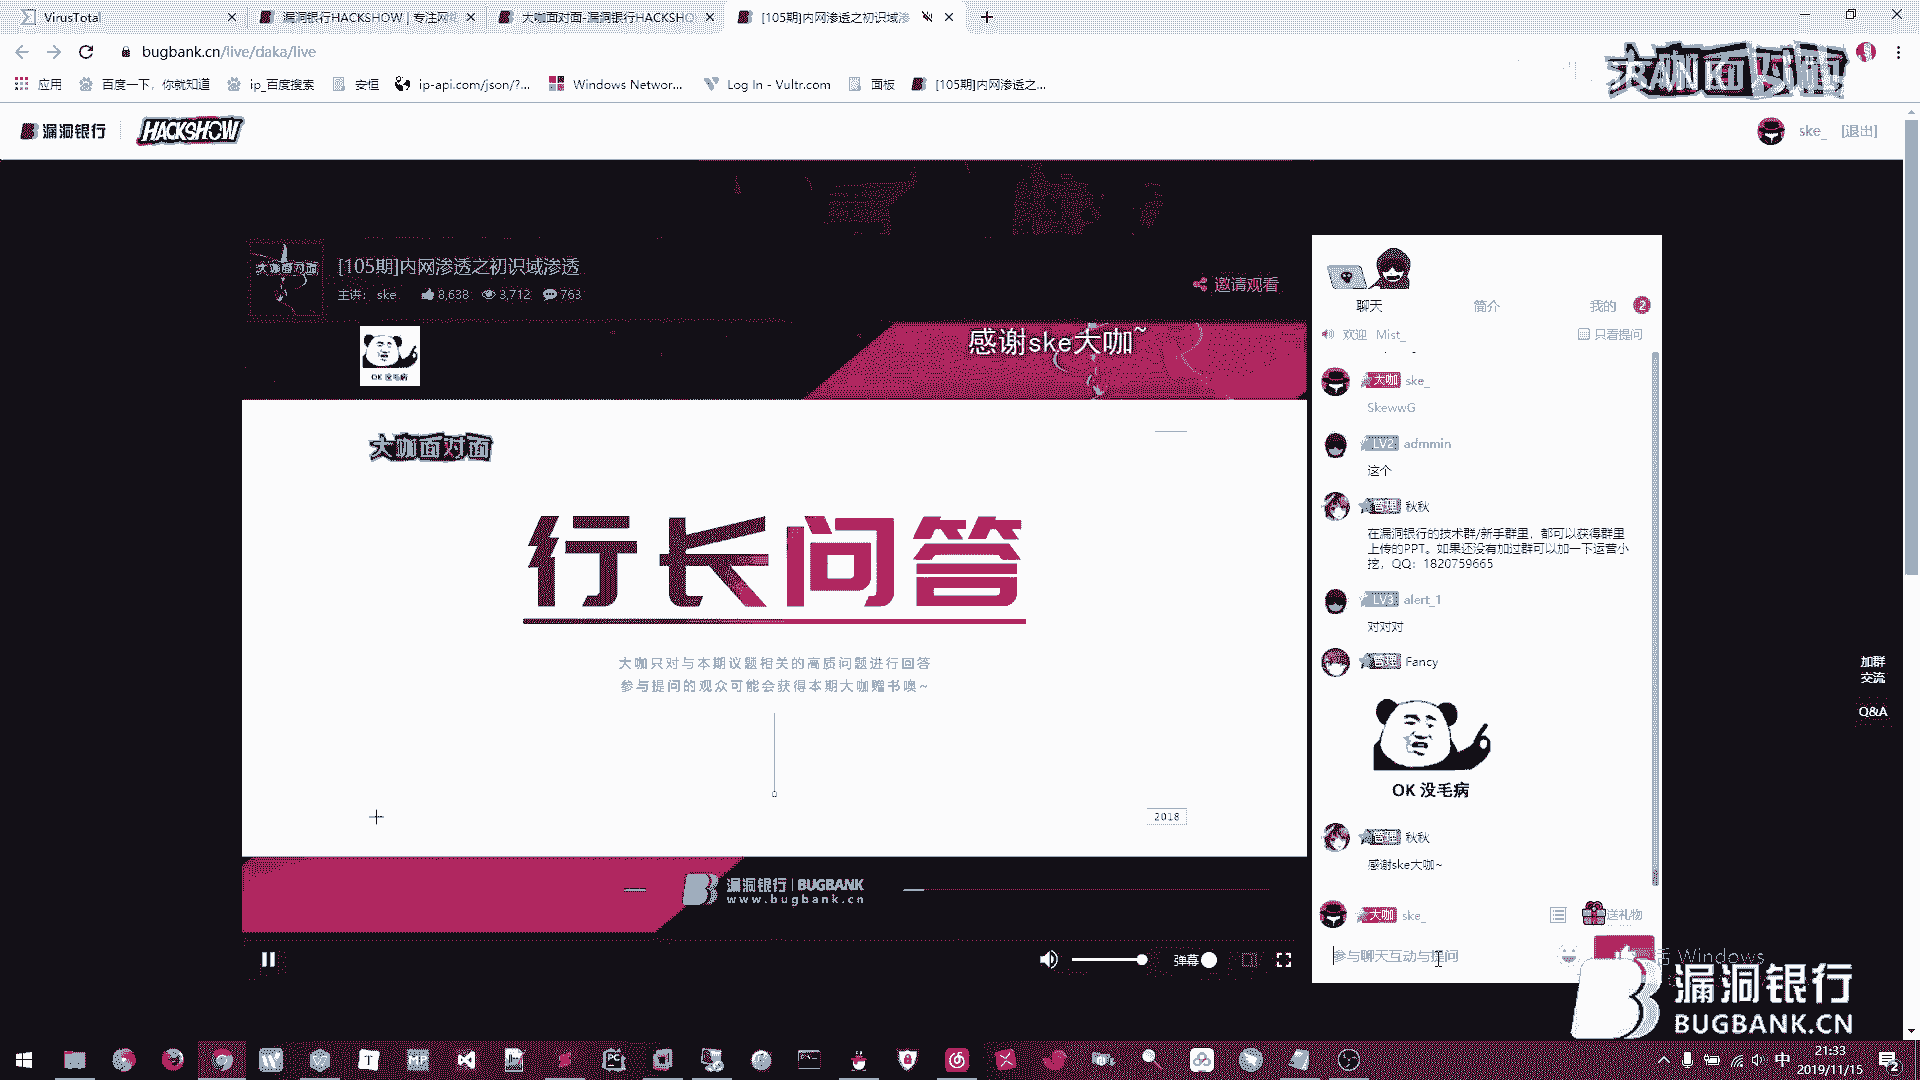 VirusTotal
漏洞银行HACKSHOW | 专注网络
大咖面对面-漏洞银行HACKSHO
[105期]内网渗透之初识域渗
bugbank.cn/live/daka/live
应用
百度一下，你就知道
ip_百度搜索
安恒
ip-api.com/json/?...
Windows Networ...
Log In - Vultr.com
面板
[105期]内网渗透之...
面对面
漏洞银行
HACKSHOW
ske_
[退出]
大咖面对面
[105期]内网渗透之初识域渗透
主讲： ske
8,638
3,712
763
邀请观看
OK 没毛病
感谢ske大咖~
大咖面对面
行长问答
大咖只对与本期议题相关的高质问题进行回答
参与提问的观众可能会获得本期大咖赠书噢~
2018
漏洞银行 | BUGBANK
www.bugbank.cn
弹幕
聊天
简介
我的
2
欢迎 Mist_
只看提问
大咖 ske_
SkewwG
LV2 admmin
这个
管理 秋秋
在漏洞银行的技术群/新手群里，都可以获得群里
上传的PPT。如果还没有加过群可以加一下运营小
挖，QQ：1820759665
LV3 alert_1
对对对
管理 Fancy
OK 没毛病
管理 秋秋
感谢ske大咖~
大咖 ske_
送礼物
参与聊天互动与提问
加群
交流
Q&A
Windows
漏洞银行
BUGBANK.CN
中
21:33
2019/11/15
2